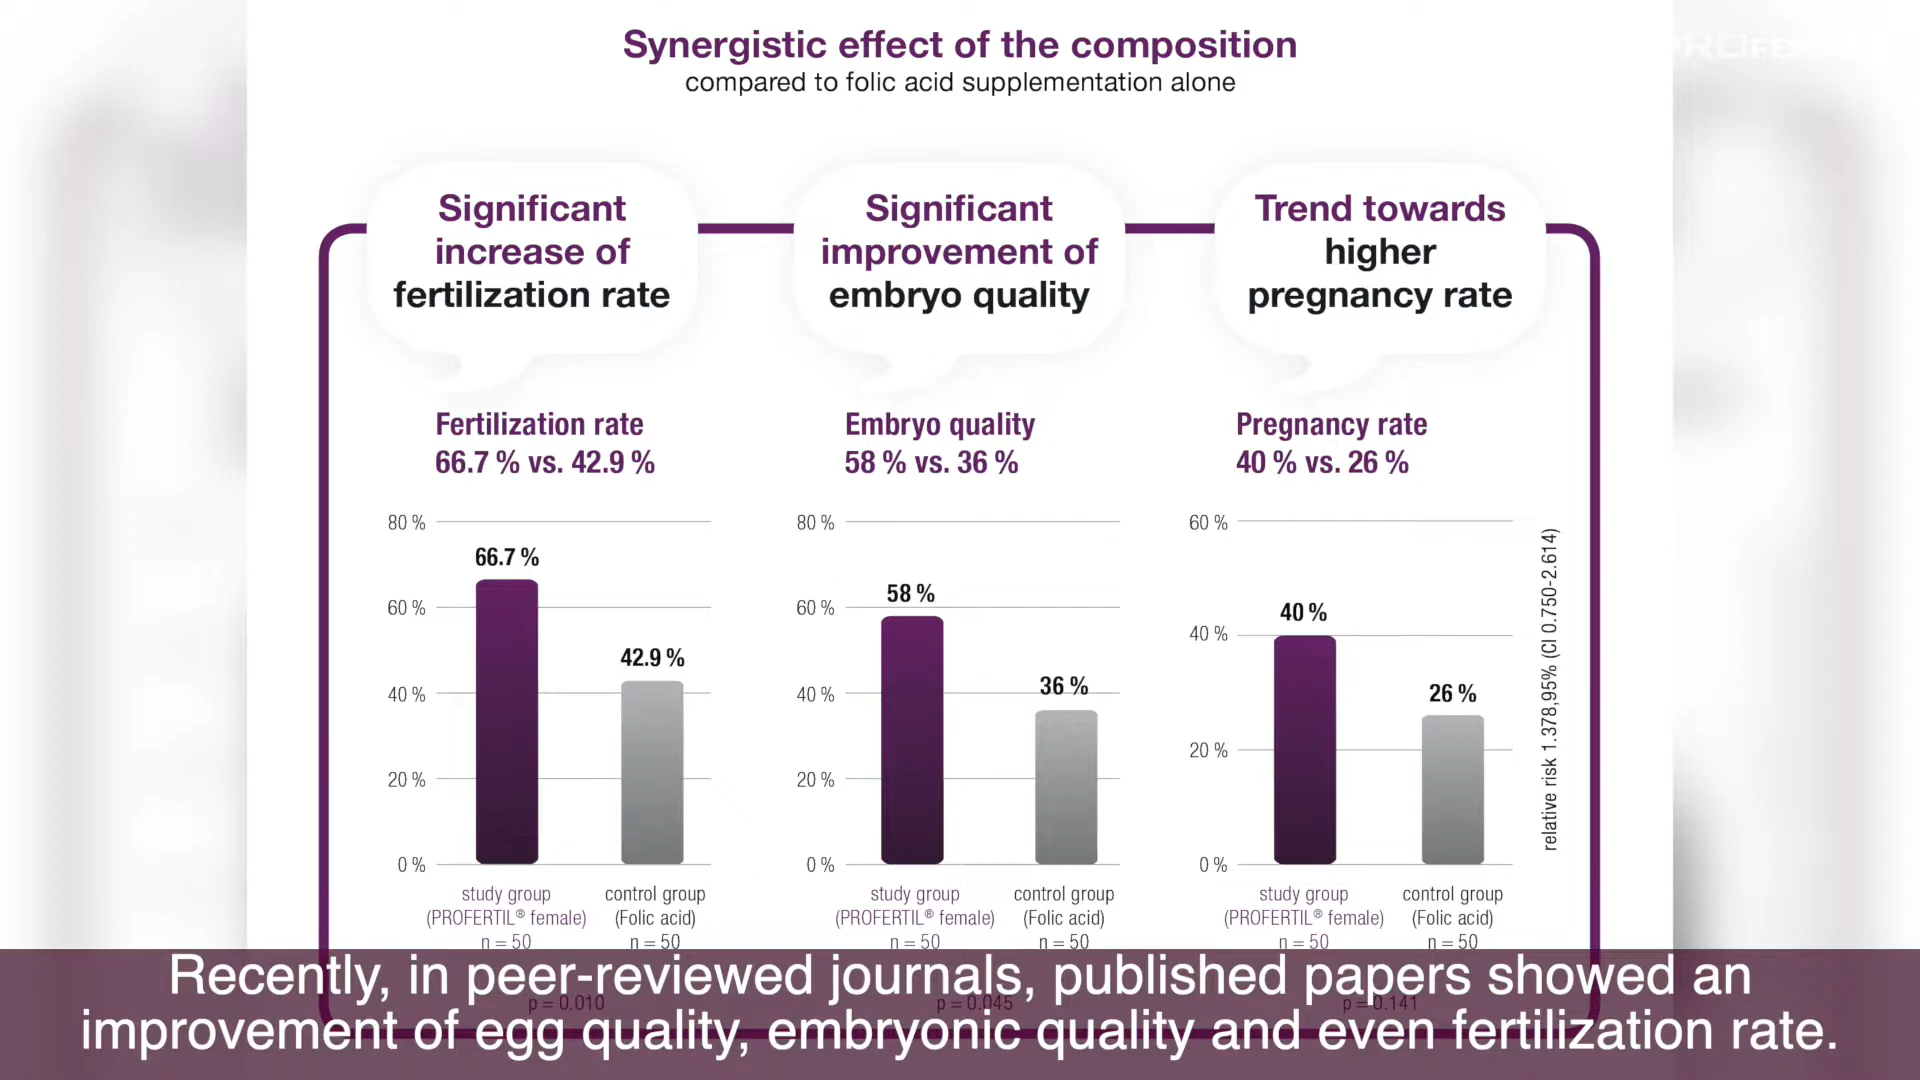 Synergistic effect of the composition
compared to folic acid supplementation alone
Significant
increase of
fertilization rate
Significant
improvement of
embryo quality
Trend towards
higher
pregnancy rate
Fertilization rate
66.7 % vs. 42.9 %
80 %
60 %
40 %
20 %
0 %
66.7 %
42.9 %
study group
(PROFERTIL® female)
n = 50
control group
(Folic acid)
n = 50
p = 0.010
Embryo quality
58 % vs. 36 %
80 %
60 %
40 %
20 %
0 %
58 %
36 %
study group
(PROFERTIL® female)
n = 50
control group
(Folic acid)
n = 50
p = 0.045
Pregnancy rate
40 % vs. 26 %
60 %
40 %
20 %
0 %
40 %
26 %
study group
(PROFERTIL® female)
n = 50
control group
(Folic acid)
n = 50
p = 0.141
relative risk 1.378,95% (CI 0.750-2.614)
Recently, in peer-reviewed journals, published papers showed an
improvement of egg quality, embryonic quality and even fertilization rate.